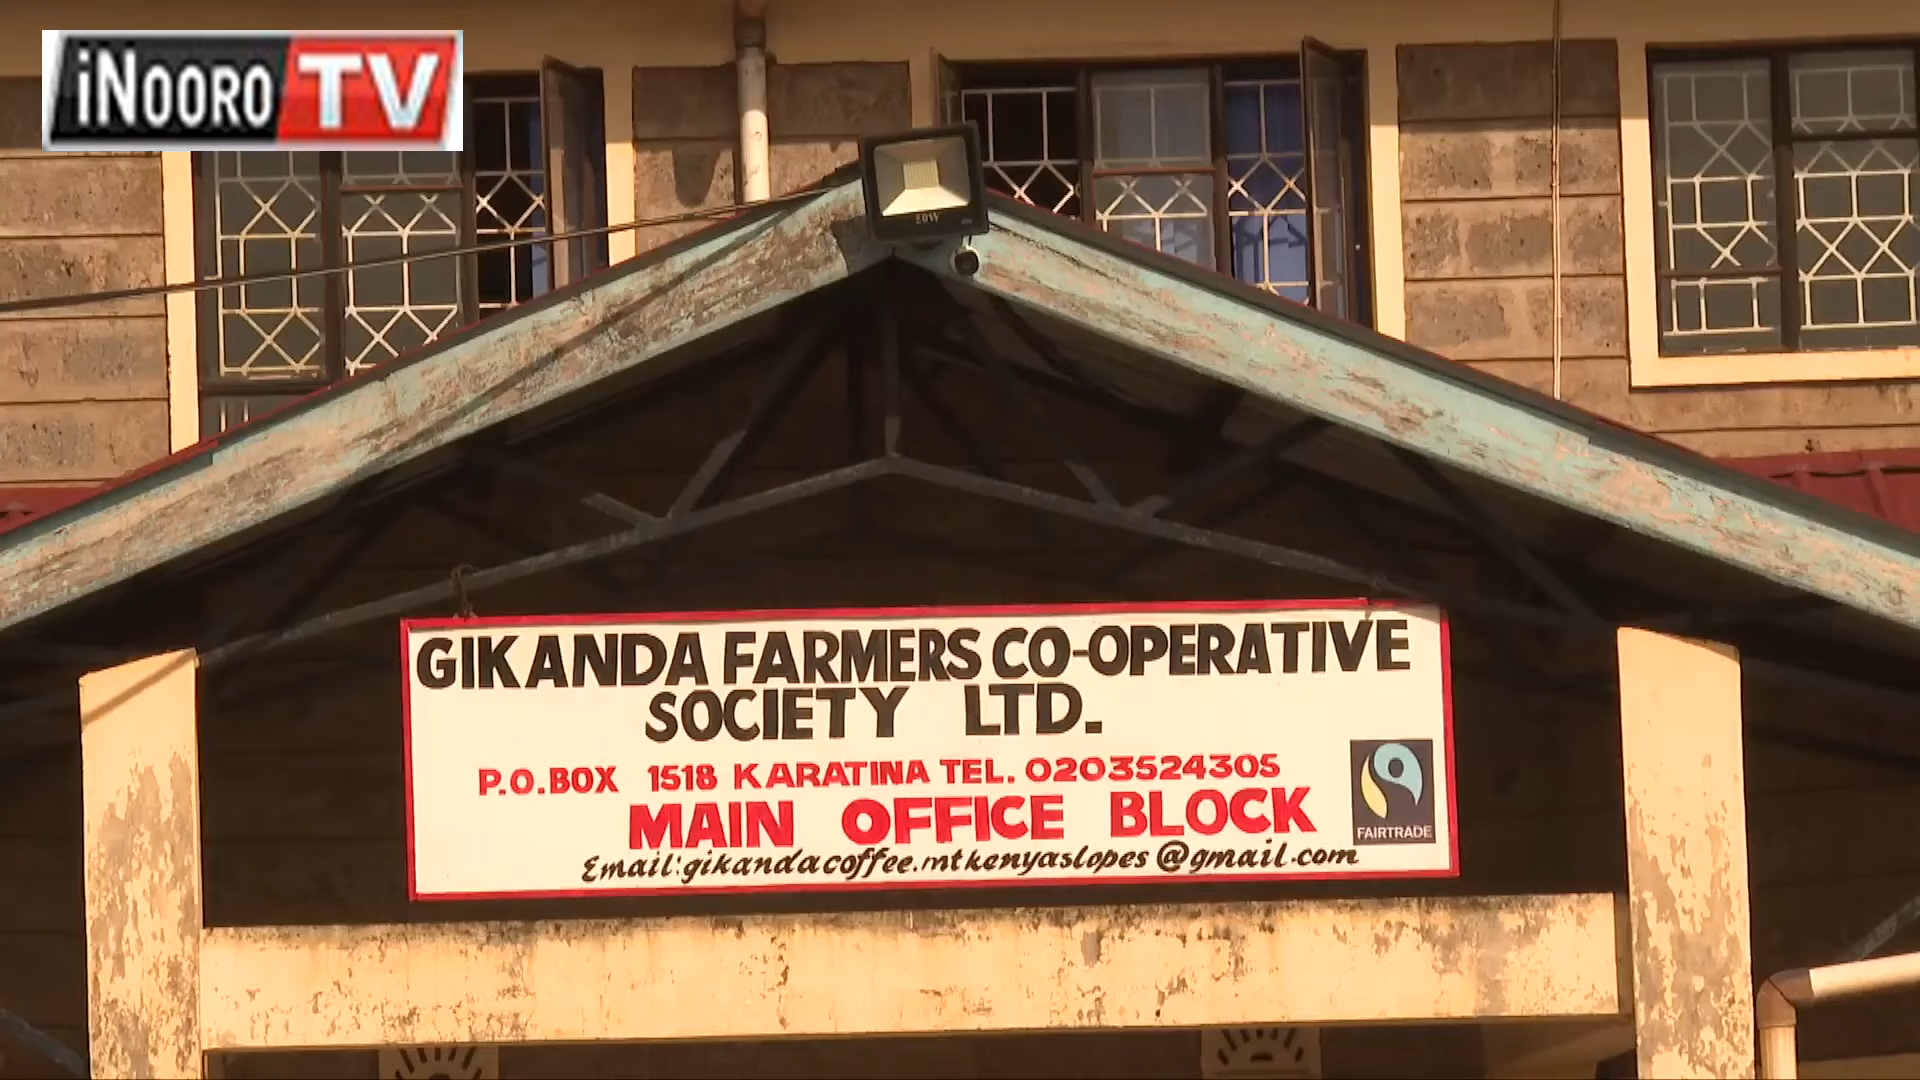 iNOORO TV
50W
GIKANDA FARMERS CO-OPERATIVE
SOCIETY LTD.
P.O.BOX 1518 KARATINA TEL. 0203524305
MAIN OFFICE BLOCK
FAIRTRADE
Email:gikandacoffee.mtkenyaslopes@gmail.com